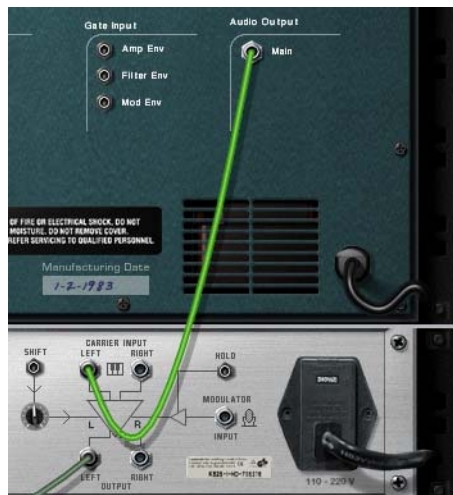 Gate Input
Amp Env
Filter Env
Mod Env
Audio Output
Main
OF FIRE OR ELECTRICAL SHOCK, DO NOT
MOISTURE. DO NOT REMOVE COVER.
REFER SERVICING TO QUALIFIED PERSONNEL
Manufacturing Date
1-2-1983
SHIFT
CARRIER INPUT
LEFT
RIGHT
HOLD
MODULATOR
INPUT
L
R
LEFT
RIGHT
OUTPUT
110 - 220 V